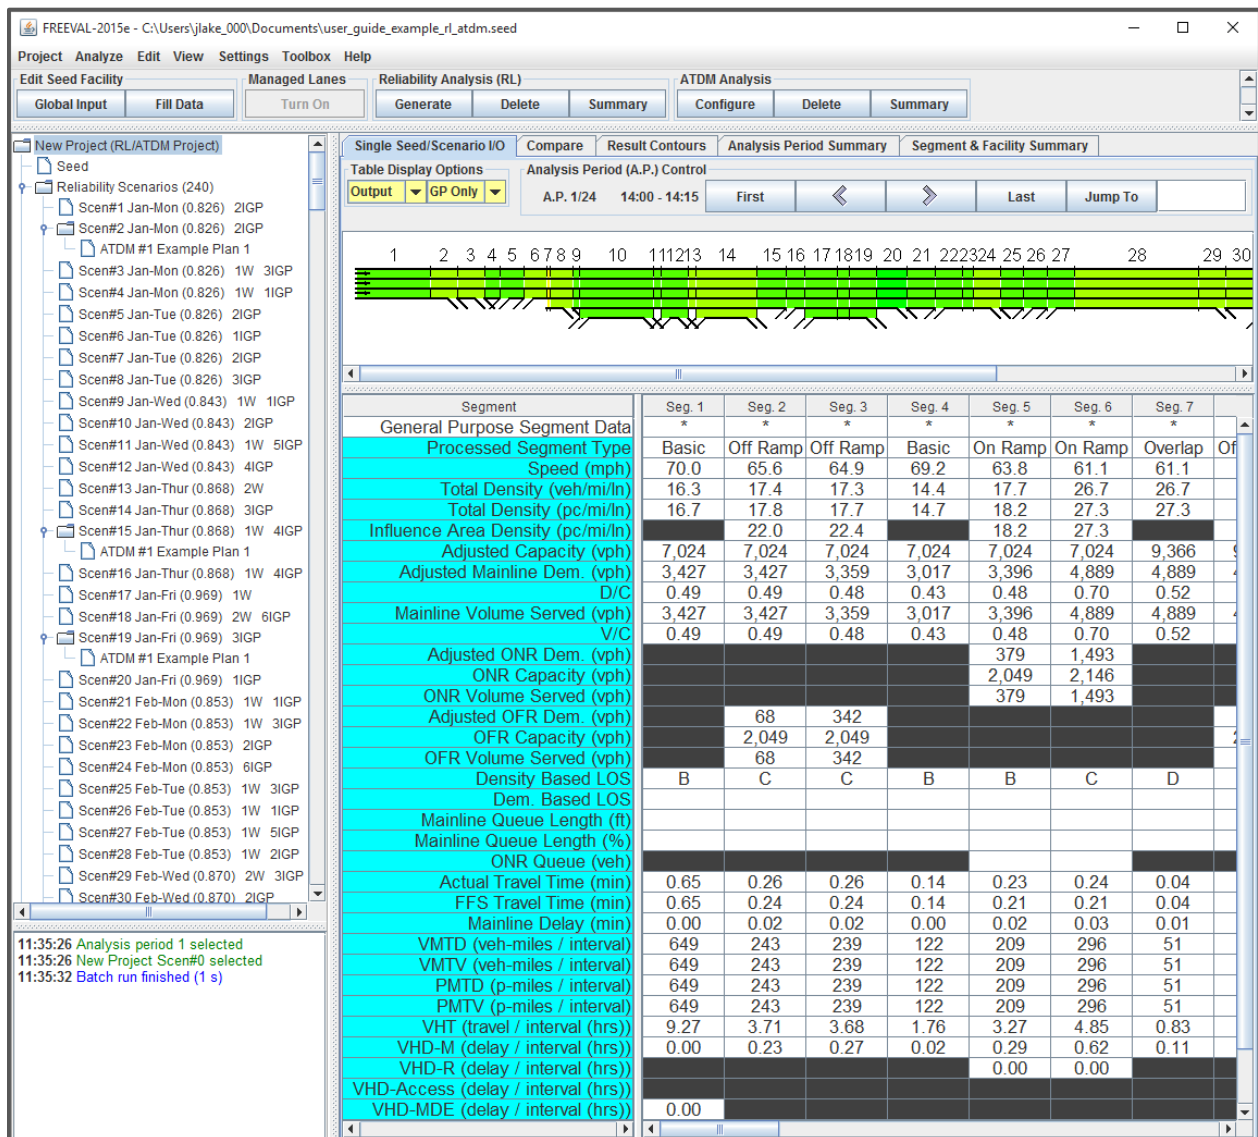 FREEVAL-2015e - C:\Users\jlake_000\Documents\user_guide_example_rl_atdm.seed
Project Analyze Edit View Settings Toolbox Help
Edit Seed Facility Managed Lanes Reliability Analysis (RL) ATDM Analysis
Global Input Fill Data Turn On Generate Delete Summary Configure Delete Summary
New Project (RL/ATDM Project)
Seed
Reliability Scenarios (240)
Scen#1 Jan-Mon (0.826) 2IGP
Scen#2 Jan-Mon (0.826) 2IGP
ATDM #1 Example Plan 1
Scen#3 Jan-Mon (0.826) 1W 3IGP
Scen#4 Jan-Mon (0.826) 1W 1IGP
Scen#5 Jan-Tue (0.826) 2IGP
Scen#6 Jan-Tue (0.826) 1IGP
Scen#7 Jan-Tue (0.826) 2IGP
Scen#8 Jan-Tue (0.826) 3IGP
Scen#9 Jan-Wed (0.843) 1W 1IGP
Scen#10 Jan-Wed (0.843) 2IGP
Scen#11 Jan-Wed (0.843) 1W 5IGP
Scen#12 Jan-Wed (0.843) 4IGP
Scen#13 Jan-Thur (0.868) 2W
Scen#14 Jan-Thur (0.868) 3IGP
Scen#15 Jan-Thur (0.868) 1W 4IGP
ATDM #1 Example Plan 1
Scen#16 Jan-Thur (0.868) 1W 4IGP
Scen#17 Jan-Fri (0.969) 1W
Scen#18 Jan-Fri (0.969) 2W 6IGP
Scen#19 Jan-Fri (0.969) 3IGP
ATDM #1 Example Plan 1
Scen#20 Jan-Fri (0.969) 1IGP
Scen#21 Feb-Mon (0.853) 1W 1IGP
Scen#22 Feb-Mon (0.853) 1W 3IGP
Scen#23 Feb-Mon (0.853) 2IGP
Scen#24 Feb-Mon (0.853) 6IGP
Scen#25 Feb-Tue (0.853) 1W 3IGP
Scen#26 Feb-Tue (0.853) 1W 1IGP
Scen#27 Feb-Tue (0.853) 1W 5IGP
Scen#28 Feb-Tue (0.853) 1W 2IGP
Scen#29 Feb-Wed (0.870) 2W 3IGP
Scen#30 Feb-Wed (0.870) 2IGP
11:35:26 Analysis period 1 selected
11:35:26 New Project Scen#0 selected
11:35:32 Batch run finished (1 s)
Single Seed/Scenario I/O Compare Result Contours Analysis Period Summary Segment & Facility Summary
Table Display Options Analysis Period (A.P.) Control
Output GP Only A.P. 1/24 14:00 - 14:15 First Last Jump To
1 2 3 4 5 6 7 8 9 10 11 12 13 14 15 16 17 18 19 20 21 22 23 24 25 26 27 28 29 30
Segment Seg. 1 Seg. 2 Seg. 3 Seg. 4 Seg. 5 Seg. 6 Seg. 7
General Purpose Segment Data * * * * * * *
Processed Segment Type Basic Off Ramp Off Ramp Basic On Ramp On Ramp Overlap Of
Speed (mph) 70.0 65.6 64.9 69.2 63.8 61.1 61.1
Total Density (veh/mi/ln) 16.3 17.4 17.3 14.4 17.7 26.7 26.7
Total Density (pc/mi/ln) 16.7 17.8 17.7 14.7 18.2 27.3 27.3
Influence Area Density (pc/mi/ln) 22.0 22.4 18.2 27.3
Adjusted Capacity (vph) 7,024 7,024 7,024 7,024 7,024 7,024 9,366
Adjusted Mainline Dem. (vph) 3,427 3,427 3,359 3,017 3,396 4,889 4,889
D/C 0.49 0.49 0.48 0.43 0.48 0.70 0.52
Mainline Volume Served (vph) 3,427 3,427 3,359 3,017 3,396 4,889 4,889
V/C 0.49 0.49 0.48 0.43 0.48 0.70 0.52
Adjusted ONR Dem. (vph) 379 1,493
ONR Capacity (vph) 2,049 2,146
ONR Volume Served (vph) 379 1,493
Adjusted OFR Dem. (vph) 68 342
OFR Capacity (vph) 2,049 2,049
OFR Volume Served (vph) 68 342
Density Based LOS B C C B B C D
Dem. Based LOS
Mainline Queue Length (ft)
Mainline Queue Length (%)
ONR Queue (veh)
Actual Travel Time (min) 0.65 0.26 0.26 0.14 0.23 0.24 0.04
FFS Travel Time (min) 0.65 0.24 0.24 0.14 0.21 0.21 0.04
Mainline Delay (min) 0.00 0.02 0.02 0.00 0.02 0.03 0.01
VMTD (veh-miles / interval) 649 243 239 122 209 296 51
VMTV (veh-miles / interval) 649 243 239 122 209 296 51
PMTD (p-miles / interval) 649 243 239 122 209 296 51
PMTV (p-miles / interval) 649 243 239 122 209 296 51
VHT (travel / interval (hrs)) 9.27 3.71 3.68 1.76 3.27 4.85 0.83
VHD-M (delay / interval (hrs)) 0.00 0.23 0.27 0.02 0.29 0.62 0.11
VHD-R (delay / interval (hrs)) 0.00 0.00
VHD-Access (delay / interval (hrs))
VHD-MDE (delay / interval (hrs)) 0.00